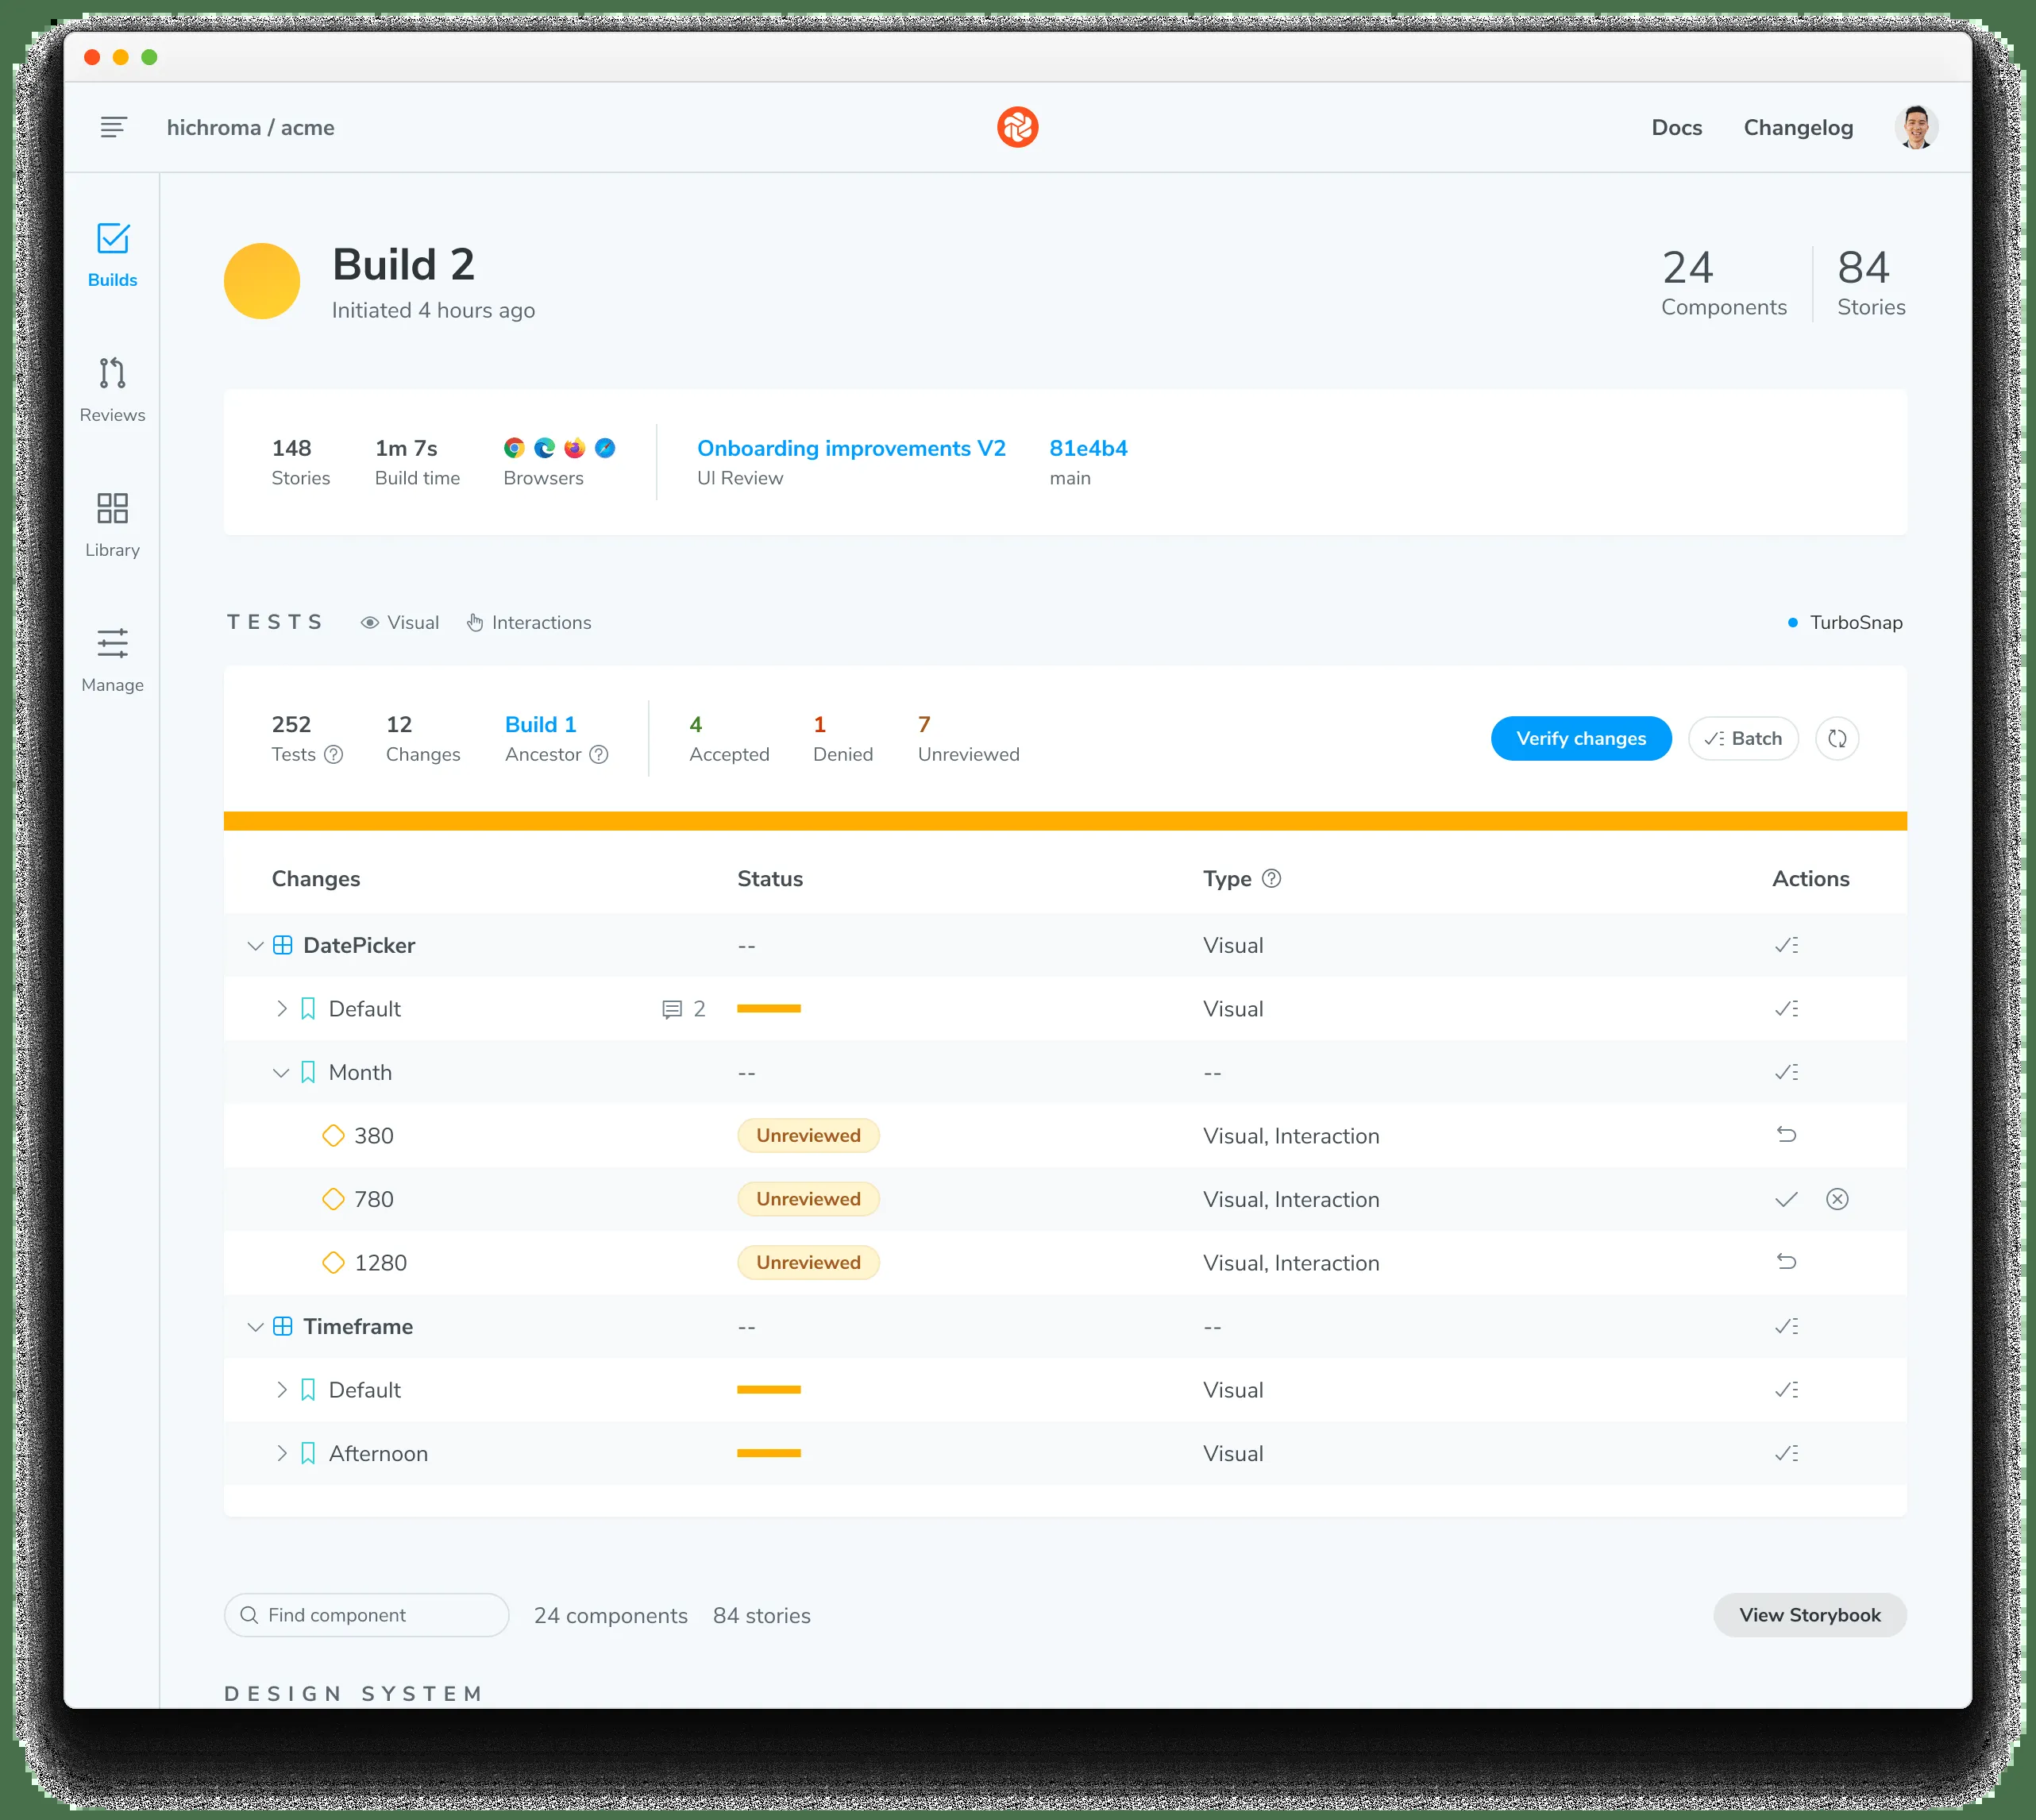 hichroma / acme
Docs Changelog
Builds
Reviews
Library
Manage
Build 2
Initiated 4 hours ago
24 84
Components Stories
148 1m 7s Onboarding improvements V2 81e4b4
Stories Build time Browsers UI Review main
TESTS Visual Interactions TurboSnap
252 12 Build 1 4 1 7
Tests ? Changes Ancestor ? Accepted Denied Unreviewed
Verify changes Batch
Changes Status Type ? Actions
DatePicker -- Visual
Default 2 Visual
Month -- --
380 Unreviewed Visual, Interaction
780 Unreviewed Visual, Interaction
1280 Unreviewed Visual, Interaction
Timeframe -- --
Default Visual
Afternoon Visual
Find component 24 components 84 stories View Storybook
DESIGN SYSTEM